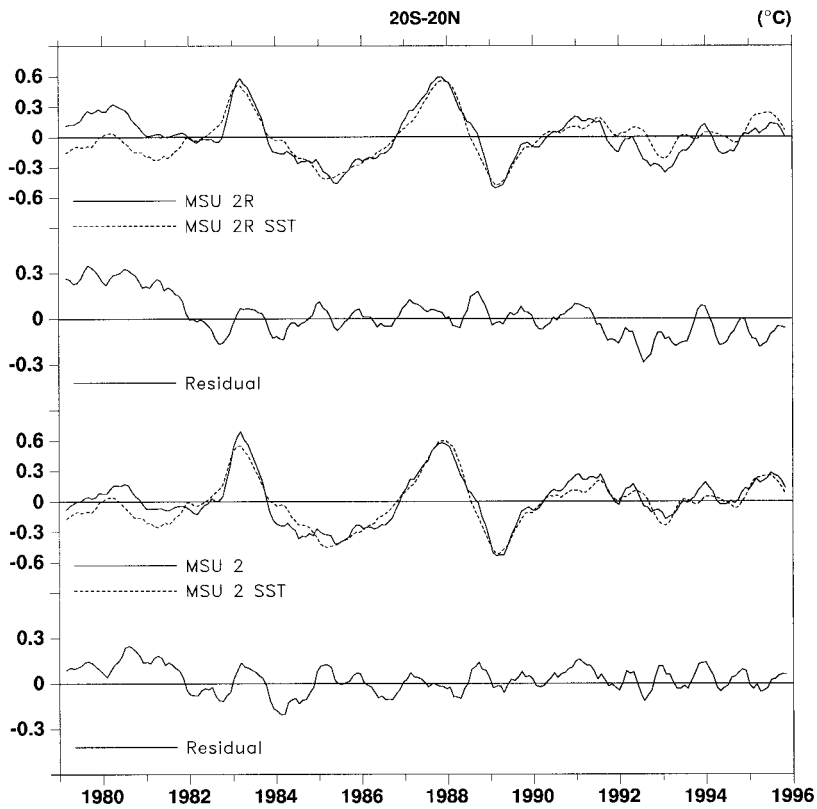 20S-20N (°C)
0.6
0.3
0
-0.3
-0.6
MSU 2R
MSU 2R SST
0.3
0
-0.3
Residual
0.6
0.3
0
-0.3
-0.6
MSU 2
MSU 2 SST
0.3
0
-0.3
Residual
1980 1982 1984 1986 1988 1990 1992 1994 1996